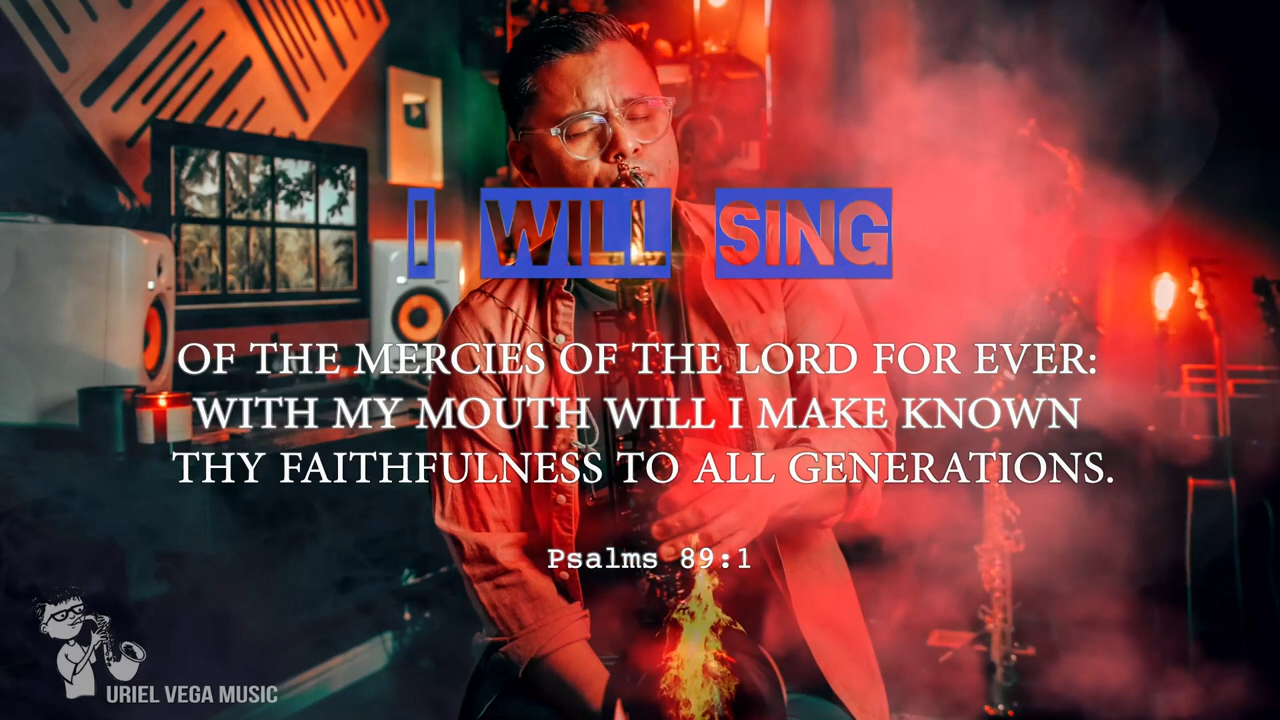 I WILL SING
OF THE MERCIES OF THE LORD FOR EVER:
WITH MY MOUTH WILL I MAKE KNOWN
THY FAITHFULNESS TO ALL GENERATIONS.
Psalms 89:1
URIEL VEGA MUSIC